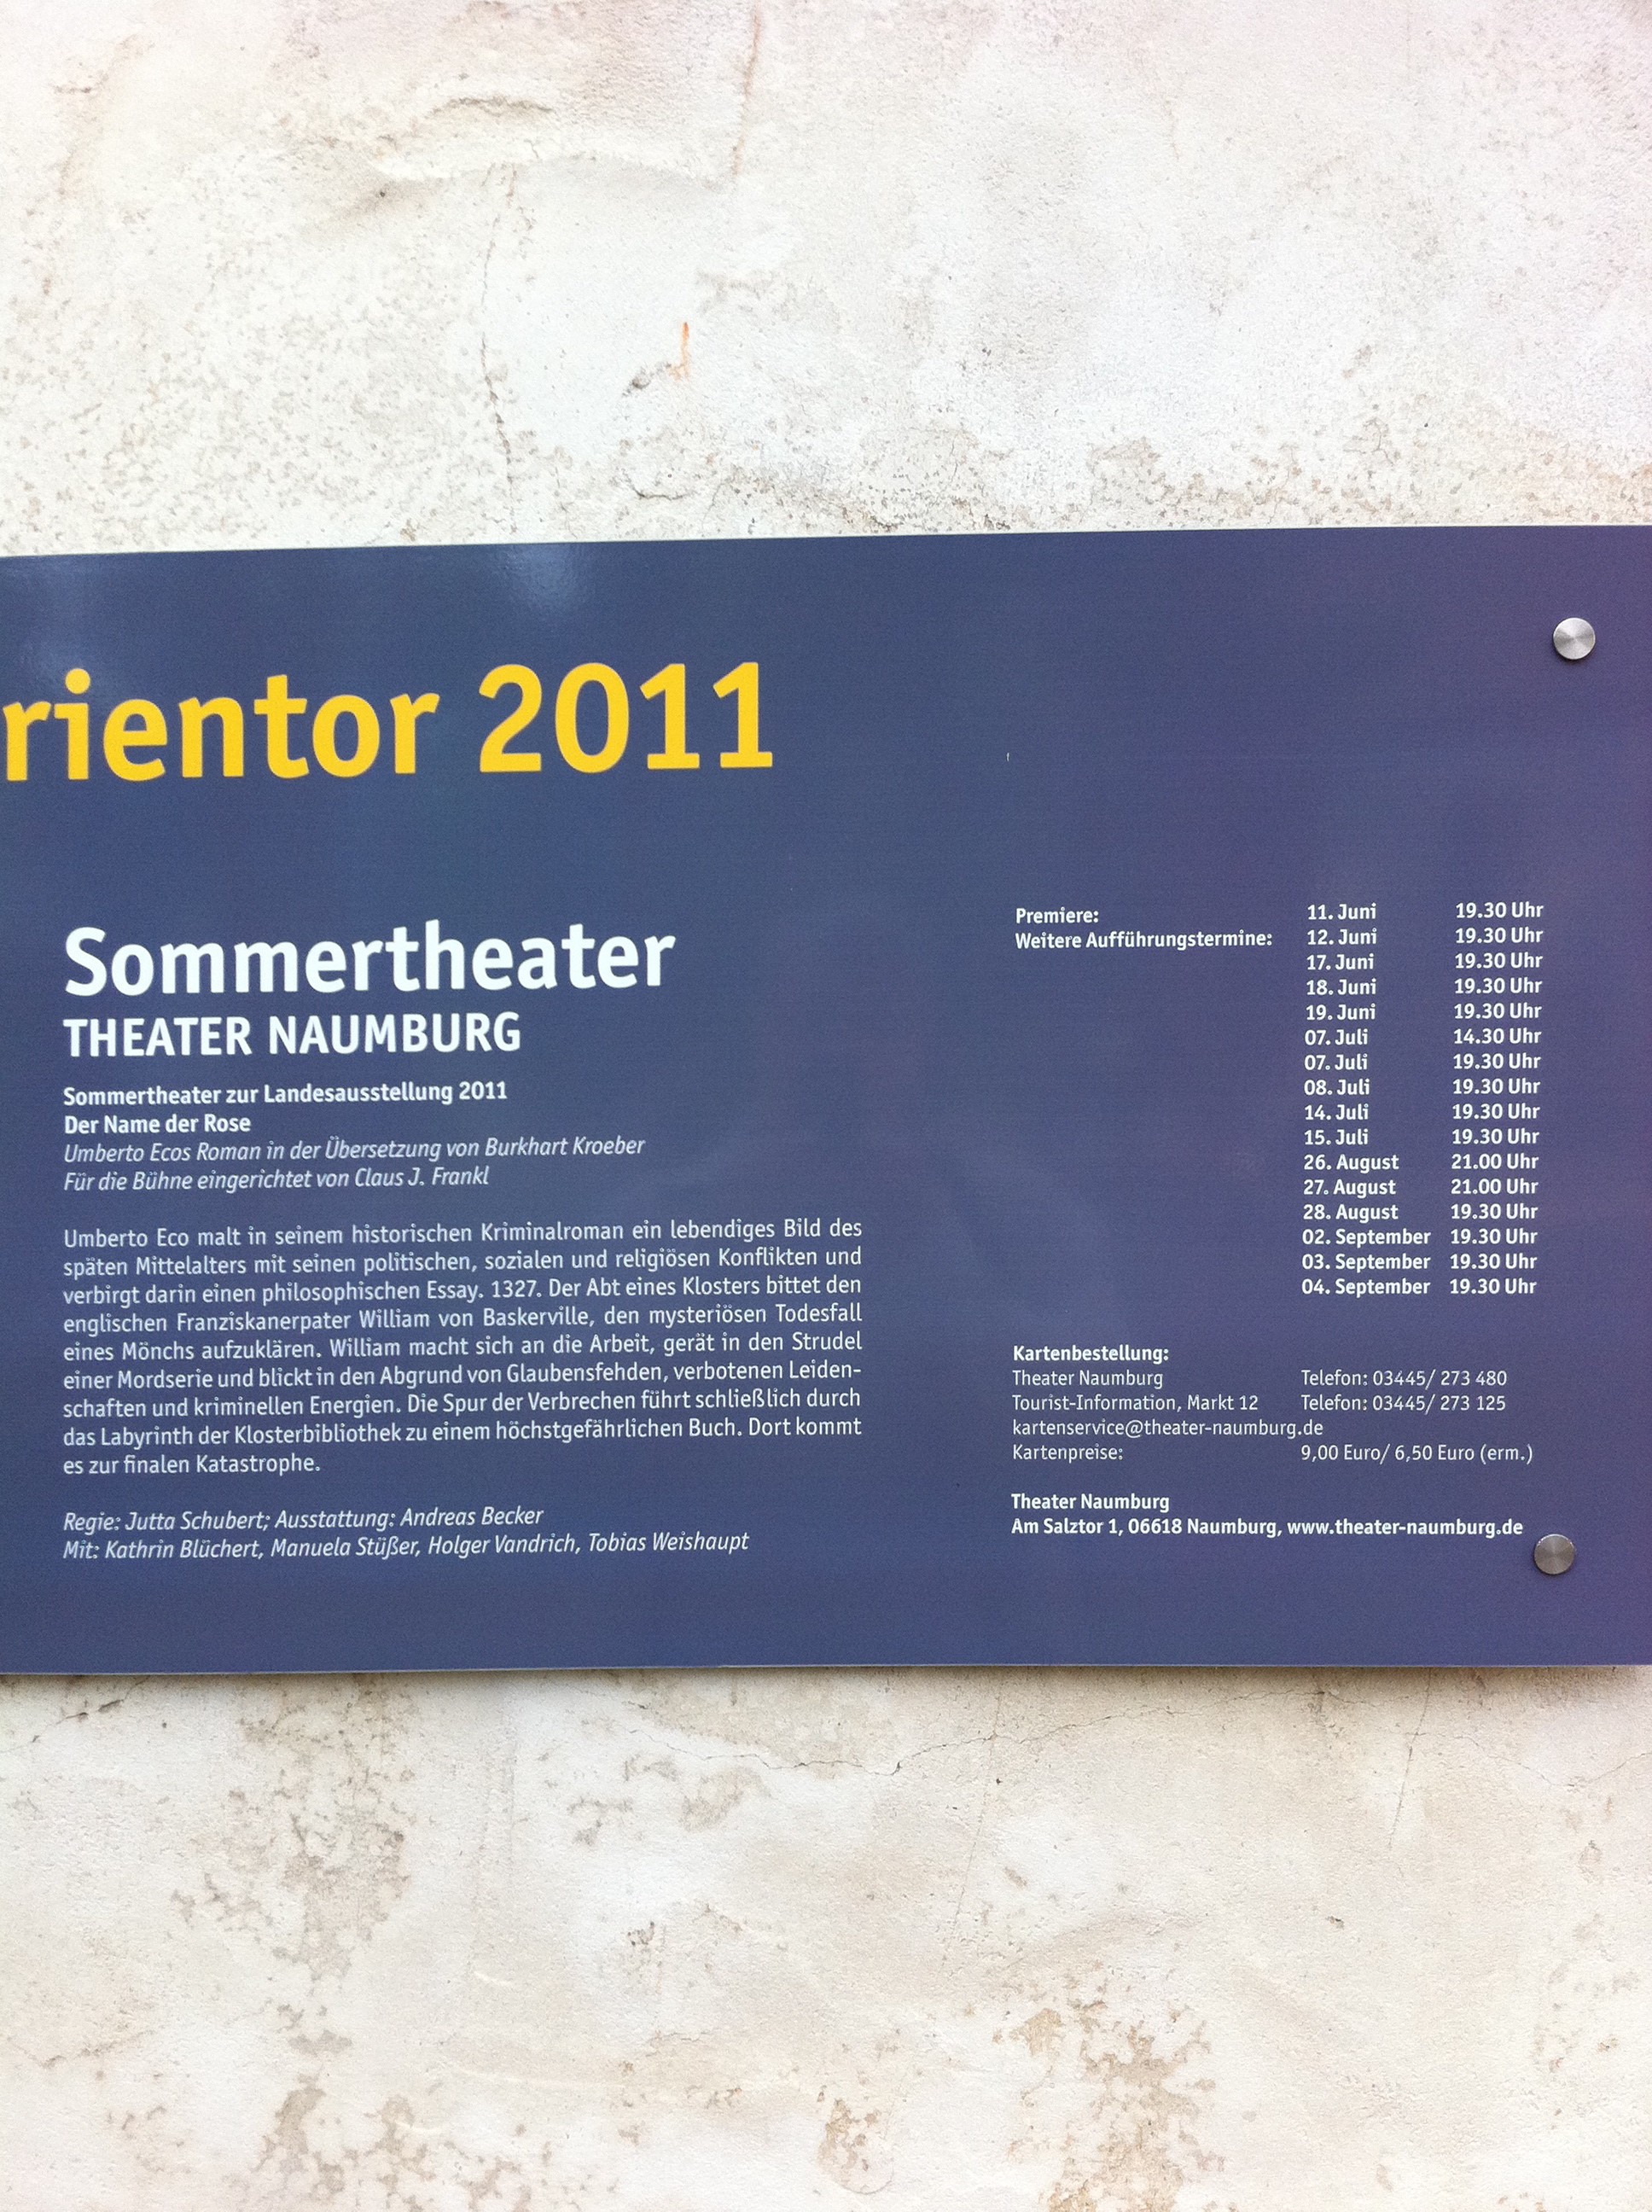 rientor 2011
Sommertheater
THEATER NAUMBURG
Sommertheater zur Landesausstellung 2011
Der Name der Rose
Umberto Ecos Roman in der Übersetzung von Burkhart Kroeber
Für die Bühne eingerichtet von Claus J. Frankl
Umberto Eco malt in seinem historischen Kriminalroman ein lebendiges Bild des
späten Mittelalters mit seinen politischen, sozialen und religiösen Konflikten und
verbirgt darin einen philosophischen Essay. 1327. Der Abt eines Klosters bittet den
englischen Franziskanerpater William von Baskerville, den mysteriösen Todesfall
eines Mönchs aufzuklären. William macht sich an die Arbeit, gerät in den Strudel
einer Mordserie und blickt in den Abgrund von Glaubensfehden, verbotenen Leiden-
schaften und kriminellen Energien. Die Spur der Verbrechen führt schließlich durch
das Labyrinth der Klosterbibliothek zu einem höchstgefährlichen Buch. Dort kommt
es zur finalen Katastrophe.
Regie: Jutta Schubert; Ausstattung: Andreas Becker
Mit: Kathrin Blüchert, Manuela Stüßer, Holger Vandrich, Tobias Weishaupt
Premiere: 11. Juni 19.30 Uhr
Weitere Aufführungstermine: 12. Juni 19.30 Uhr
17. Juni 19.30 Uhr
18. Juni 19.30 Uhr
19. Juni 19.30 Uhr
07. Juli 14.30 Uhr
07. Juli 19.30 Uhr
08. Juli 19.30 Uhr
14. Juli 19.30 Uhr
15. Juli 19.30 Uhr
26. August 21.00 Uhr
27. August 21.00 Uhr
28. August 19.30 Uhr
02. September 19.30 Uhr
03. September 19.30 Uhr
04. September 19.30 Uhr
Kartenbestellung:
Theater Naumburg Telefon: 03445/ 273 480
Tourist-Information, Markt 12 Telefon: 03445/ 273 125
kartenservice@theater-naumburg.de
Kartenpreise: 9,00 Euro/ 6,50 Euro (erm.)
Theater Naumburg
Am Salztor 1, 06618 Naumburg, www.theater-naumburg.de